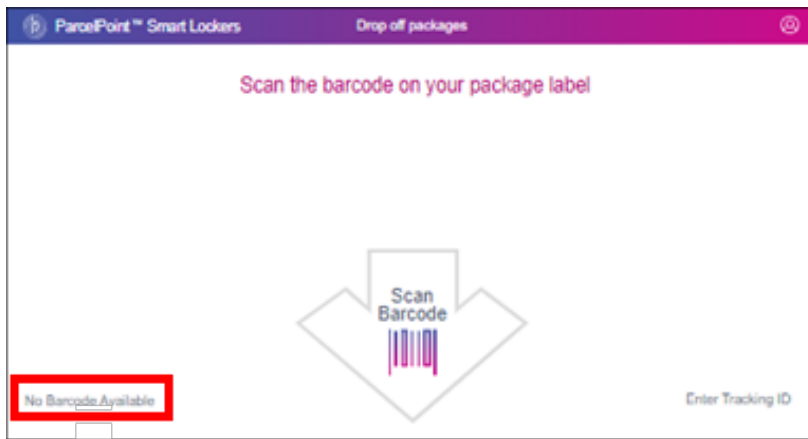 ParcelPoint™ Smart Lockers
Drop off packages
Scan the barcode on your package label
Scan
Barcode
No Barcode Available
Enter Tracking ID